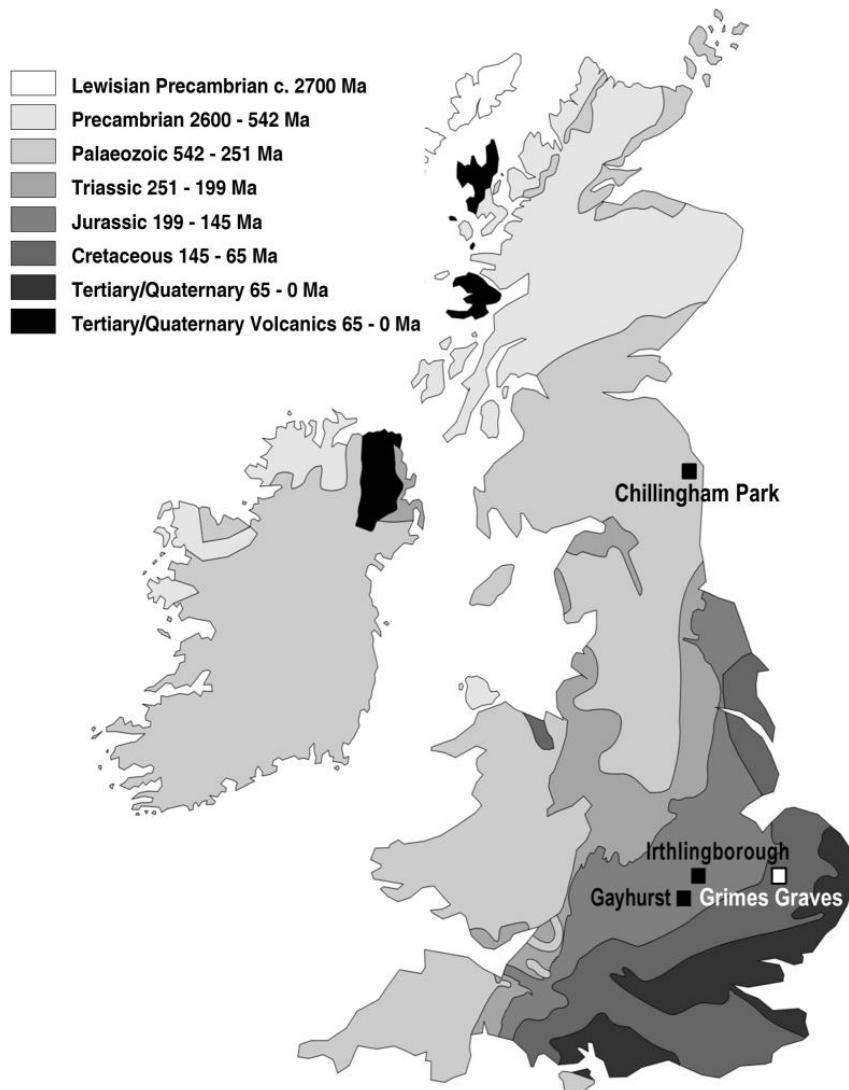 Lewisian Precambrian c. 2700 Ma
Precambrian 2600 - 542 Ma
Palaeozoic 542 - 251 Ma
Triassic 251 - 199 Ma
Jurassic 199 - 145 Ma
Cretaceous 145 - 65 Ma
Tertiary/Quaternary 65 - 0 Ma
Tertiary/Quaternary Volcanics 65 - 0 Ma
Chillingham Park
Irthlingborough
Gayhurst
Grimes Graves